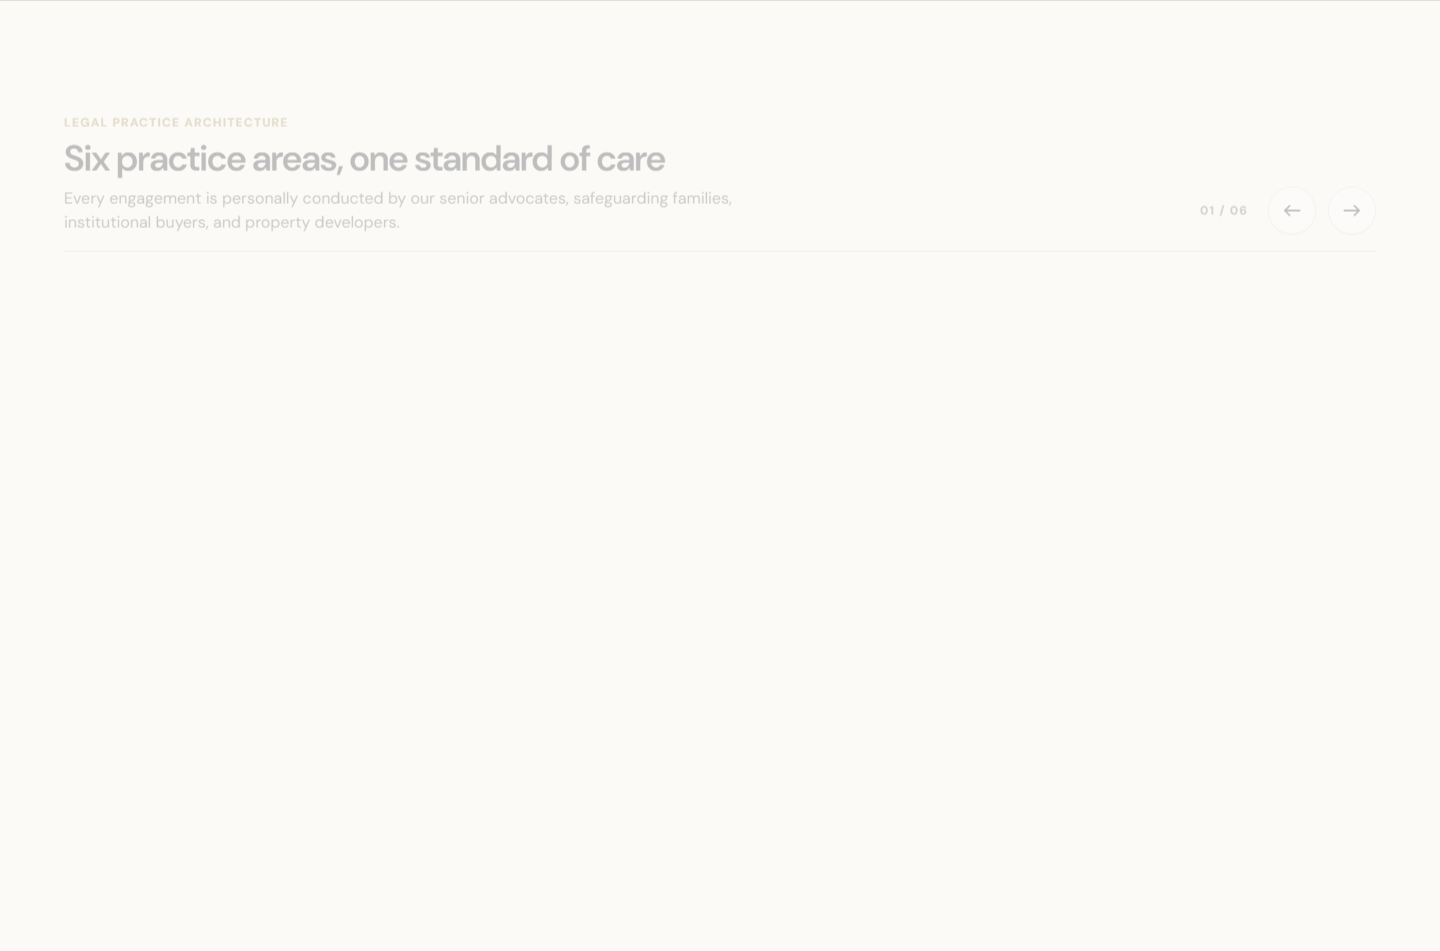 LEGAL PRACTICE ARCHITECTURE
Six practice areas, one standard of care
Every engagement is personally conducted by our senior advocates, safeguarding families,
institutional buyers, and property developers.
01 / 06